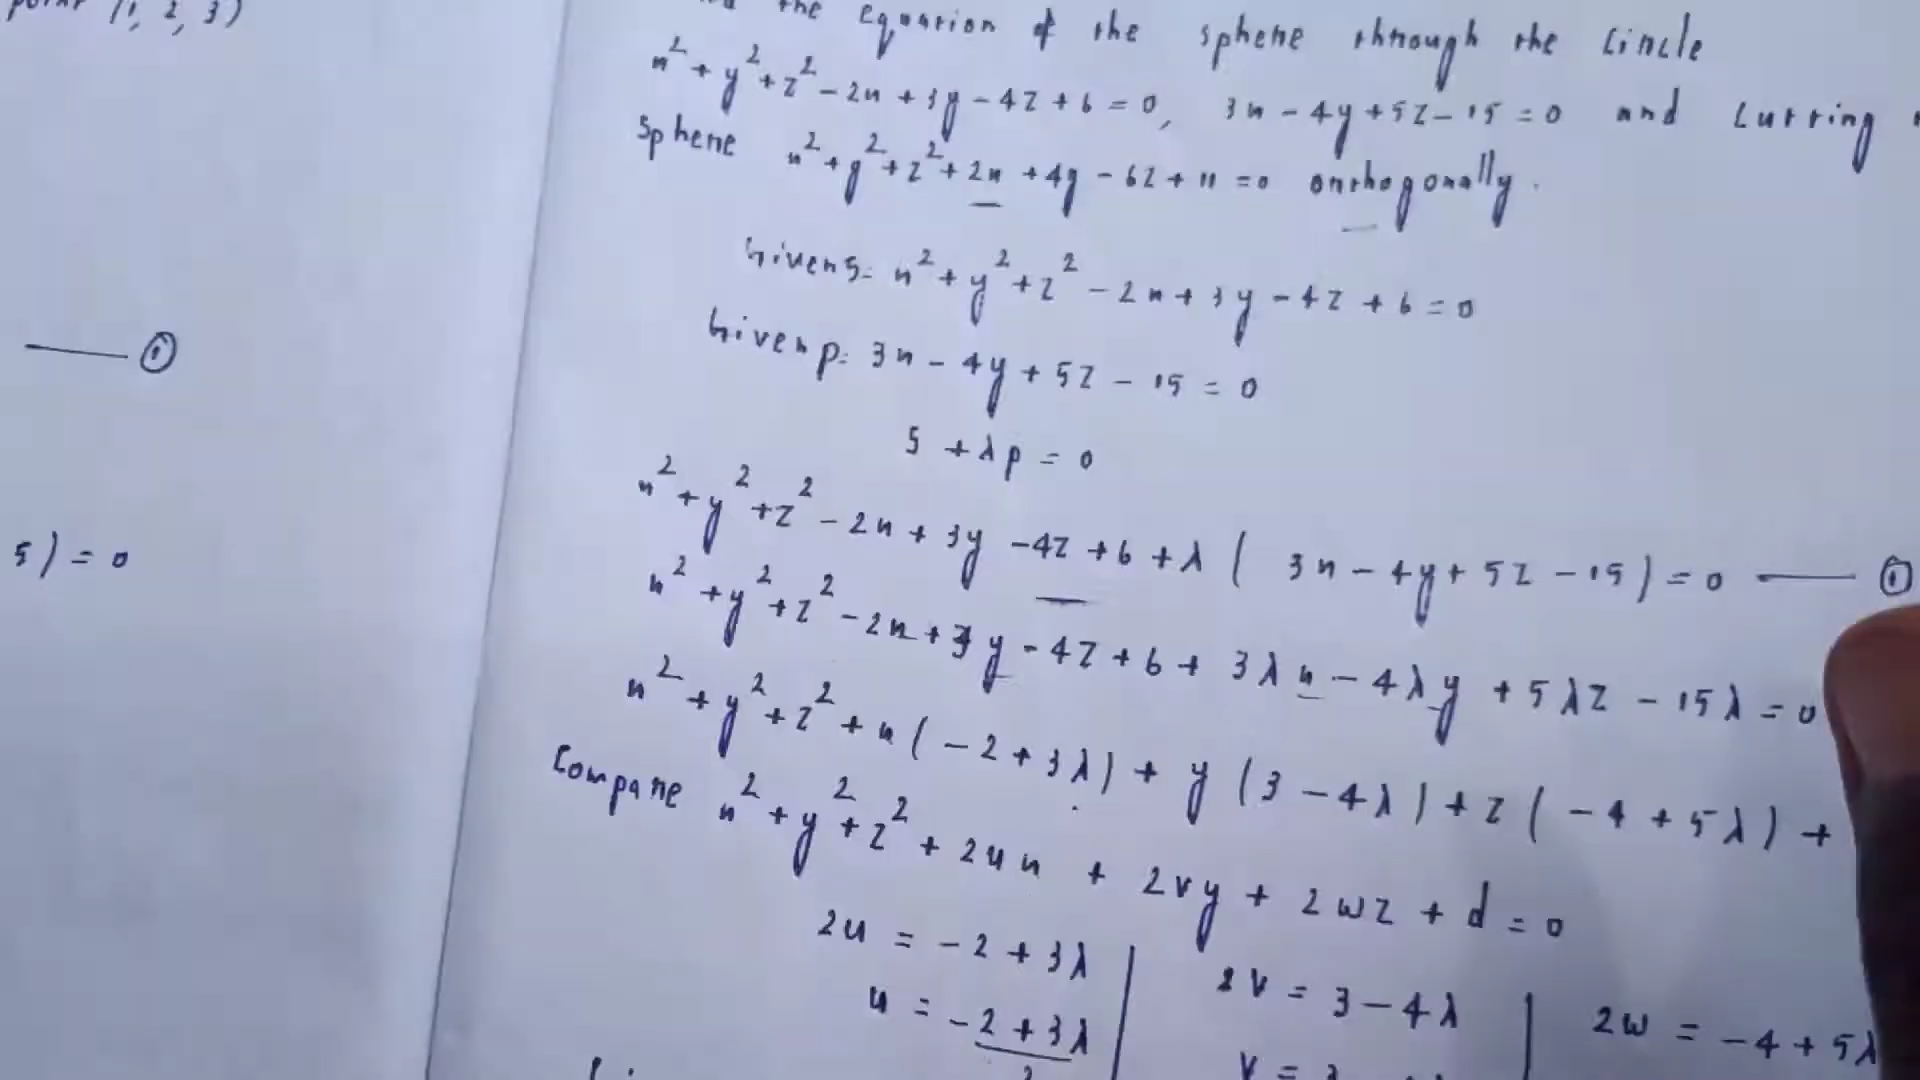 point (1, 2, 3)
—— ①
5) = 0
the equation of the sphere through the circle
x² + y² + z² - 2x + 3y - 4z + 6 = 0, 3x - 4y + 5z - 15 = 0 and cutting
sphere x² + y² + z² + 2x + 4y - 6z + 11 = 0 orthogonally.
Given S = x² + y² + z² - 2x + 3y - 4z + 6 = 0
Given p = 3x - 4y + 5z - 15 = 0
S + λp = 0
x² + y² + z² - 2x + 3y - 4z + 6 + λ ( 3x - 4y + 5z - 15 ) = 0 —— ①
x² + y² + z² - 2x + 3y - 4z + 6 + 3λx - 4λy + 5λz - 15λ = 0
x² + y² + z² + x ( - 2 + 3λ ) + y ( 3 - 4λ ) + z ( - 4 + 5λ ) +
Compare x² + y² + z² + 2ux + 2vy + 2wz + d = 0
2u = - 2 + 3λ
2v = 3 - 4λ
2w = - 4 + 5λ
u = - 2 + 3λ
v =